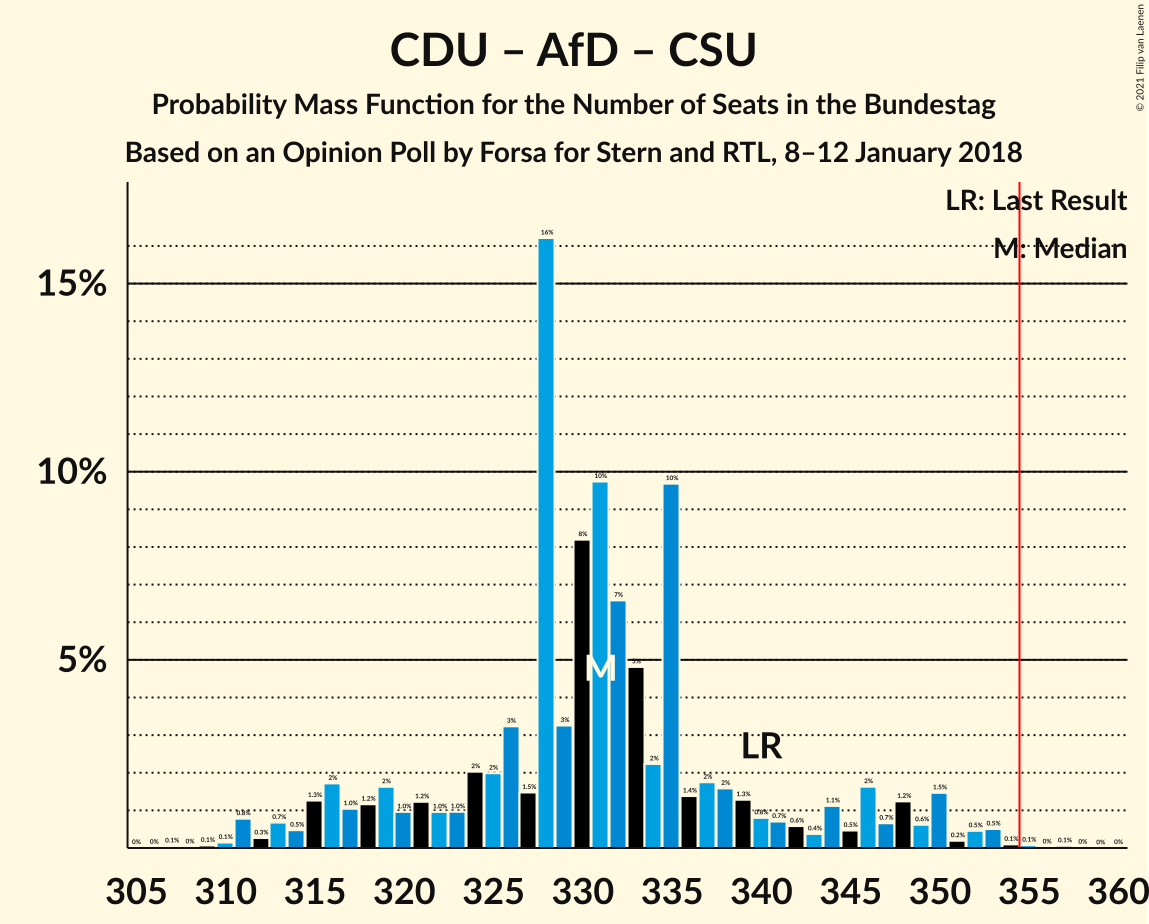 CDU – AfD – CSU
Probability Mass Function for the Number of Seats in the Bundestag
Based on an Opinion Poll by Forsa for Stern and RTL, 8–12 January 2018
© 2021 Filip van Laenen
LR: Last Result
M: Median
15%
10%
5%
0% 0% 0.1% 0% 0.1% 0.1% 0.8% 0.3% 0.7% 0.5% 1.3% 2% 1.0% 1.2% 2% 1.0% 1.2% 1.0% 1.0% 2% 2% 3% 1.5% 16% 3% 8% 10% 7% 5% 2% 10% 1.4% 2% 2% 1.3% 0.8% 0.7% 0.6% 0.4% 1.1% 0.5% 2% 0.7% 1.2% 0.6% 1.5% 0.2% 0.5% 0.5% 0.1% 0.1% 0% 0.1% 0% 0% 0%
M
LR
305 310 315 320 325 330 335 340 345 350 355 360